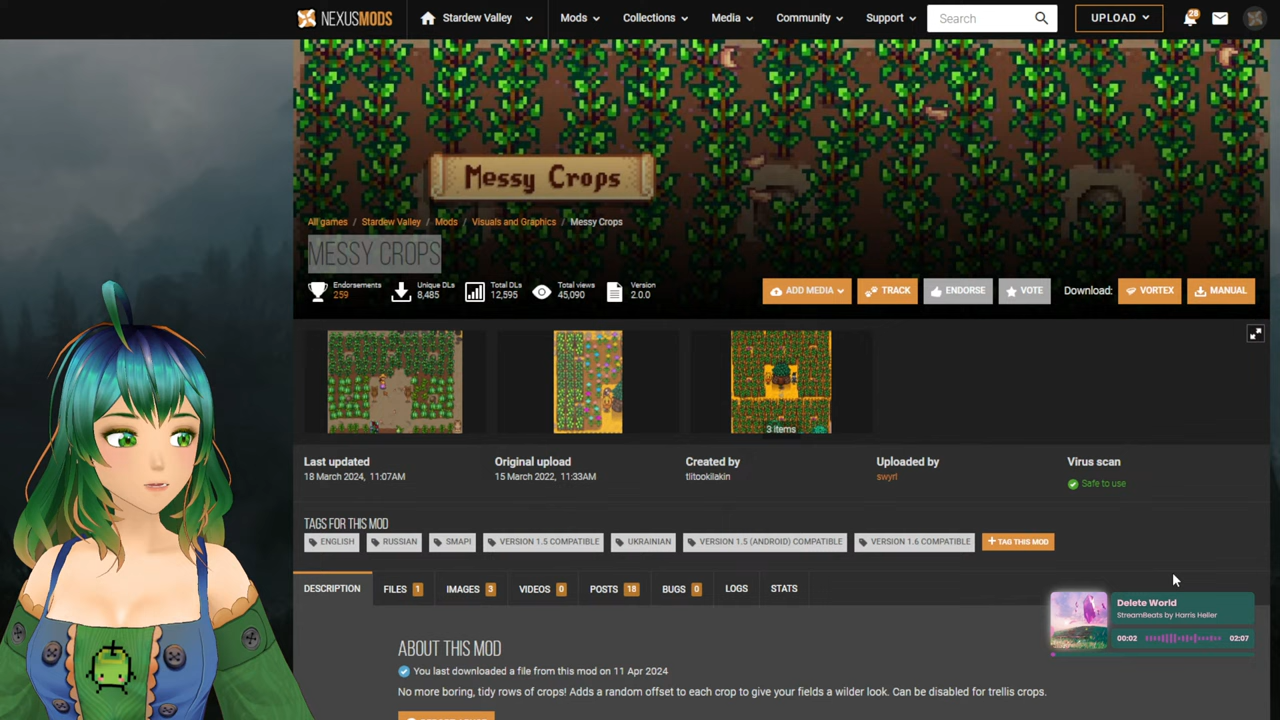 NEXUSMODS
Stardew Valley
Mods
Collections
Media
Community
Support
Search
UPLOAD
28
Messy Crops
All games / Stardew Valley / Mods / Visuals and Graphics / Messy Crops
MESSY CROPS
Endorsements
259
Unique DLs
8,485
Total DLs
12,595
Total views
45,090
Version
2.0.0
ADD MEDIA
TRACK
ENDORSE
VOTE
Download:
VORTEX
MANUAL
3 items
Last updated
18 March 2024, 11:07AM
Original upload
15 March 2022, 11:33AM
Created by
tlitookilakin
Uploaded by
swyrl
Virus scan
Safe to use
TAGS FOR THIS MOD
ENGLISH
RUSSIAN
SMAPI
VERSION 1.5 COMPATIBLE
UKRAINIAN
VERSION 1.5 (ANDROID) COMPATIBLE
VERSION 1.6 COMPATIBLE
+ TAG THIS MOD
DESCRIPTION
FILES 1
IMAGES 3
VIDEOS 0
POSTS 18
BUGS 0
LOGS
STATS
Delete World
StreamBeats by Harris Heller
00:02
02:07
ABOUT THIS MOD
You last downloaded a file from this mod on 11 Apr 2024
No more boring, tidy rows of crops! Adds a random offset to each crop to give your fields a wilder look. Can be disabled for trellis crops.